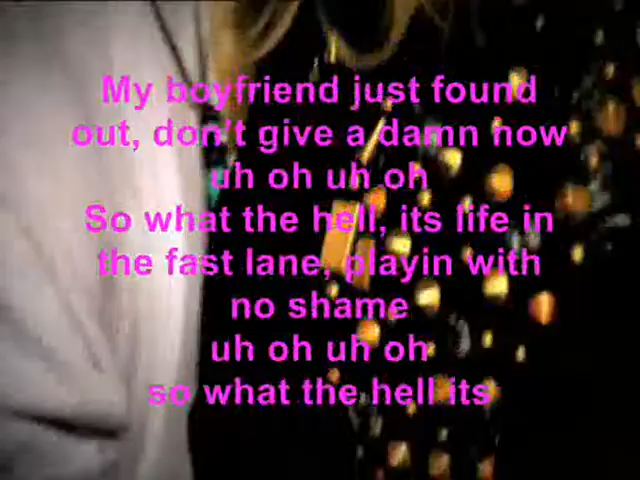 My boyfriend just found
out, don't give a damn how
uh oh uh oh
So what the hell, its life in
the fast lane, playin with
no shame
uh oh uh oh
so what the hell its